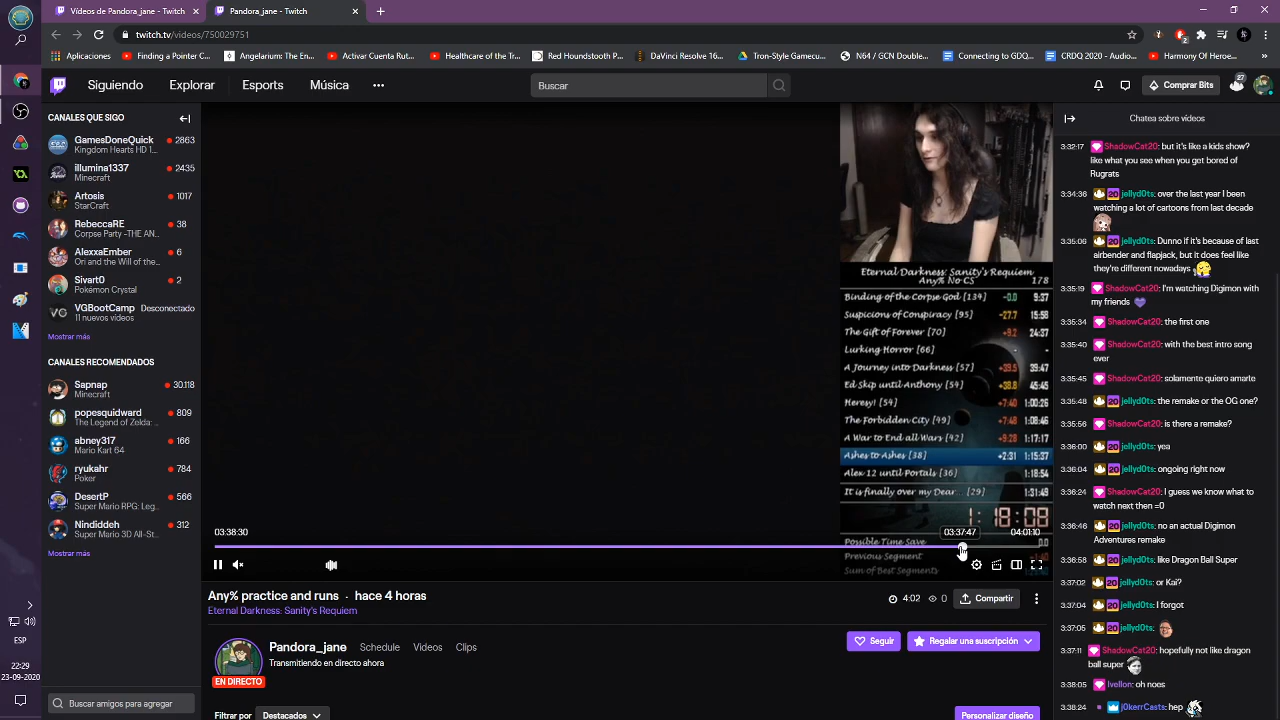 Vídeos de Pandora_jane - Twitch
Pandora_jane - Twitch
twitch.tv/videos/750029751
Aplicaciones
Finding a Pointer C...
Angelarium: The En...
Activar Cuenta Rut...
Healthcare of the Tr...
Red Houndstooth P...
DaVinci Resolve 16...
Tron-Style Gamecu...
N64 / GCN Double...
Connecting to GDQ...
CRDQ 2020 - Audio...
Harmony Of Heroe...
Siguiendo
Explorar
Esports
Música
Buscar
Comprar Bits
27
CANALES QUE SIGO
GamesDoneQuick 2863
Kingdom Hearts HD 1...
illumina1337 2435
Minecraft
Artosis 1017
StarCraft
RebeccaRE 38
Corpse Party -THE AN...
AlexxaEmber 6
Ori and the Will of the...
Sivart0 2
Pokémon Crystal
VGBootCamp Desconectado
11 nuevos vídeos
Mostrar más
CANALES RECOMENDADOS
Sapnap 30.118
Minecraft
popesquidward 809
The Legend of Zelda: ...
abney317 166
Mario Kart 64
ryukahr 784
Poker
DesertP 505
Super Mario RPG: Leg...
Nindiddeh 312
Super Mario 3D All-St...
Mostrar más
Buscar amigos para agregar
ESP
22:29
23-09-2020
Eternal Darkness: Sanity's Requiem
Any% No CS 178
Binding of the Corpse God [134] -0.0 9:37
Suspicions of Conspiracy [95] -27.7 15:58
The Gift of Forever [70] +9.2 24:37
Lurking Horror [66] - -
A Journey into Darkness [57] +39.5 39:47
Ed Skip until Anthony [54] +38.8 45:45
Heresy! [54] +7:40 1:00:26
The Forbidden City [49] +7:48 1:08:46
A War to End all Wars [42] +9:28 1:17:17
Ashes to Ashes [38] +2:31 1:15:37
Alex 12 until Portals [36] 1:18:54
It is finally over my Dear... [29] 1:31:49
1:18:08
Possible Time Save 0.0
Previous Segment -1:40
Sum of Best Segments
03:38:30
03:37:47
04:01:10
Any% practice and runs · hace 4 horas
Eternal Darkness: Sanity's Requiem
4:02
0
Compartir
Pandora_jane
Schedule
Videos
Clips
Transmitiendo en directo ahora
EN DIRECTO
Seguir
Regalar una suscripción
Filtrar por
Destacados
Personalizar diseño
Chatea sobre vídeos
3:32:17 ShadowCat20: but it's like a kids show?
like what you see when you get bored of
Rugrats
3:34:36 20 jellyd0ts: over the last year I been
watching a lot of cartoons from last decade
3:35:06 20 jellyd0ts: Dunno if it's because of last
airbender and flapjack, but it does feel like
they're different nowadays
3:35:19 ShadowCat20: I'm watching Digimon with
my friends
3:35:34 ShadowCat20: the first one
3:35:40 ShadowCat20: with the best intro song
ever
3:35:45 ShadowCat20: solamente quiero amarte
3:35:48 20 jellyd0ts: the remake or the OG one?
3:35:56 ShadowCat20: is there a remake?
3:36:00 20 jellyd0ts: yea
3:36:04 20 jellyd0ts: ongoing right now
3:36:24 ShadowCat20: I guess we know what to
watch next then =0
3:36:46 20 jellyd0ts: no an actual Digimon
Adventures remake
3:36:58 20 jellyd0ts: like Dragon Ball Super
3:37:02 20 jellyd0ts: or Kai?
3:37:04 20 jellyd0ts: I forgot
3:37:05 20 jellyd0ts:
3:37:11 ShadowCat20: hopefully not like dragon
ball super
3:38:05 Ivellon: oh noes
3:38:24 j0kerrCasts: hep